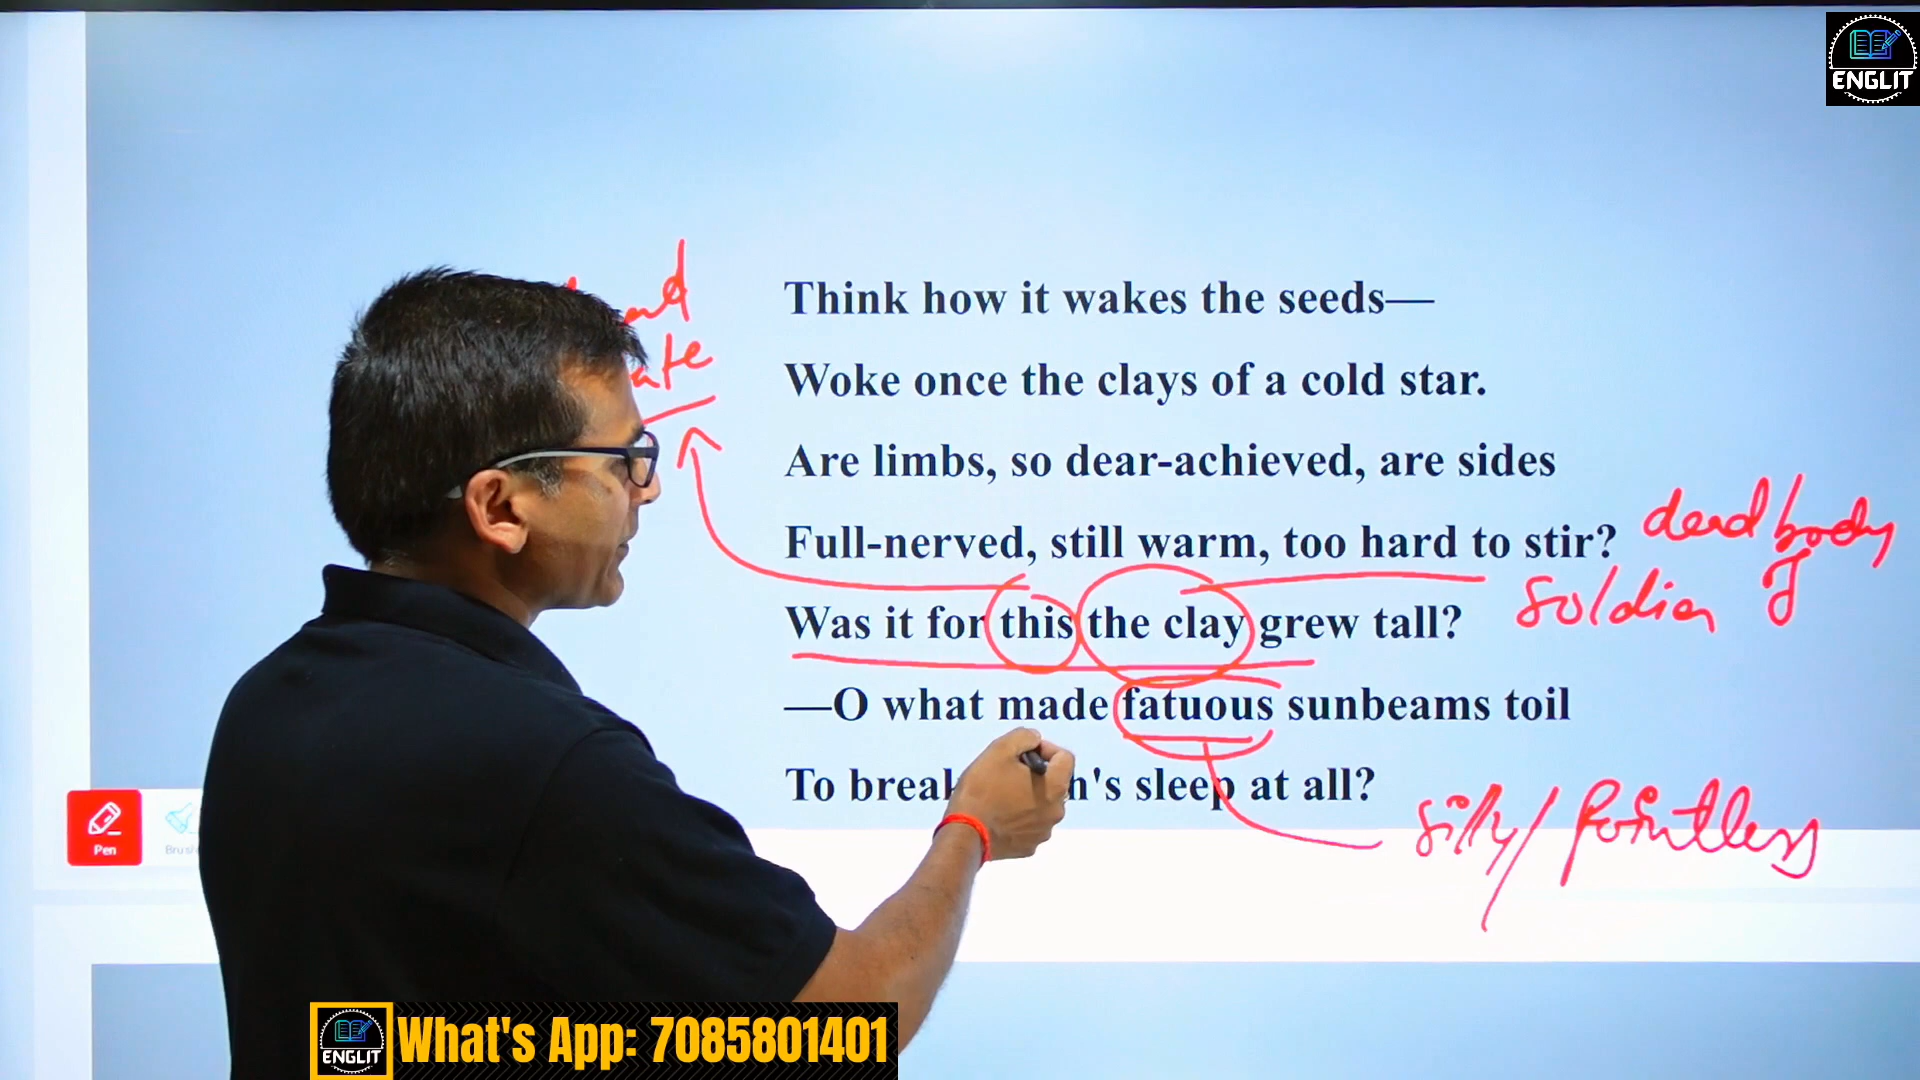 ENGLIT
Think how it wakes the seeds—
Woke once the clays of a cold star.
Are limbs, so dear-achieved, are sides
Full-nerved, still warm, too hard to stir?
dead body
of
soldier
Was it for this the clay grew tall?
—O what made fatuous sunbeams toil
To break 's sleep at all?
silly/pointless
Pen
ENGLIT
What's App: 7085801401